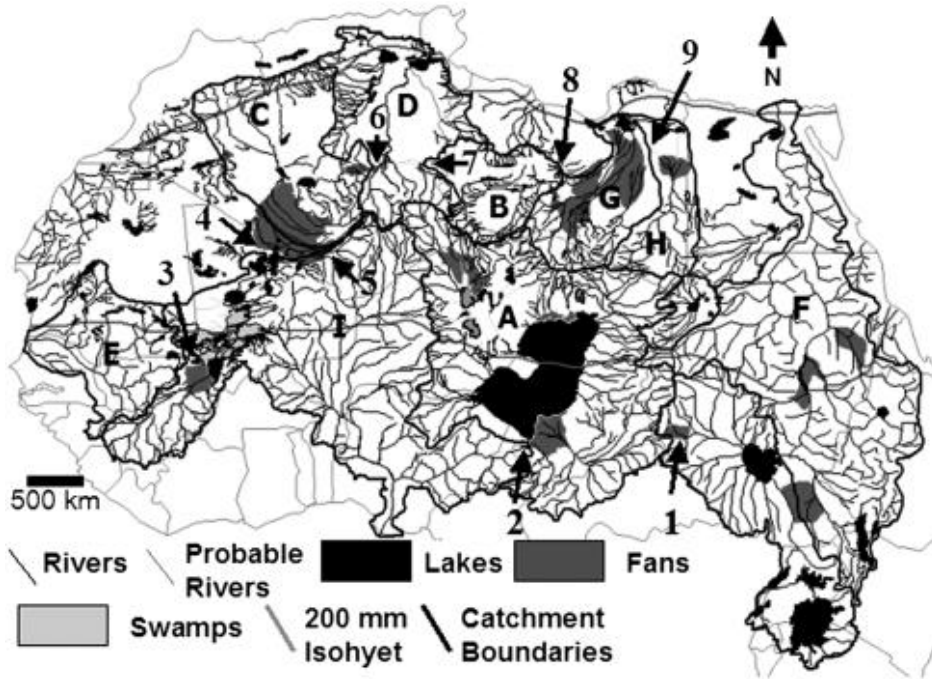 9
8
N
C
D
6
7
G
B
4
H
3
5
F
A
I
E
500 km
2
1
Rivers
Probable
Rivers
Lakes
Fans
Swamps
200 mm
Isohyet
Catchment
Boundaries